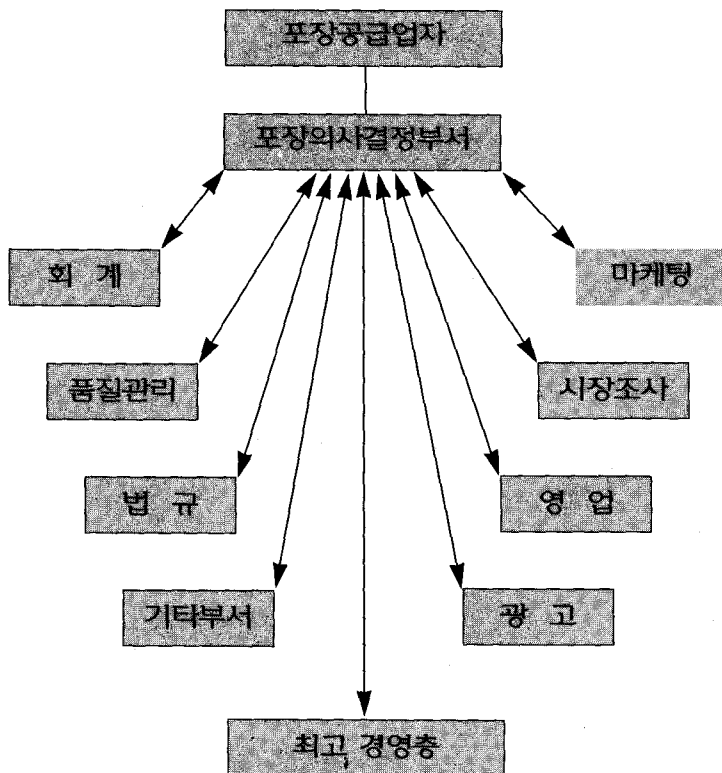 포장공급업자
포장의사결정부서
회 계
마케팅
품질관리
시장조사
법 규
영 업
기타부서
광 고
최고 경영층